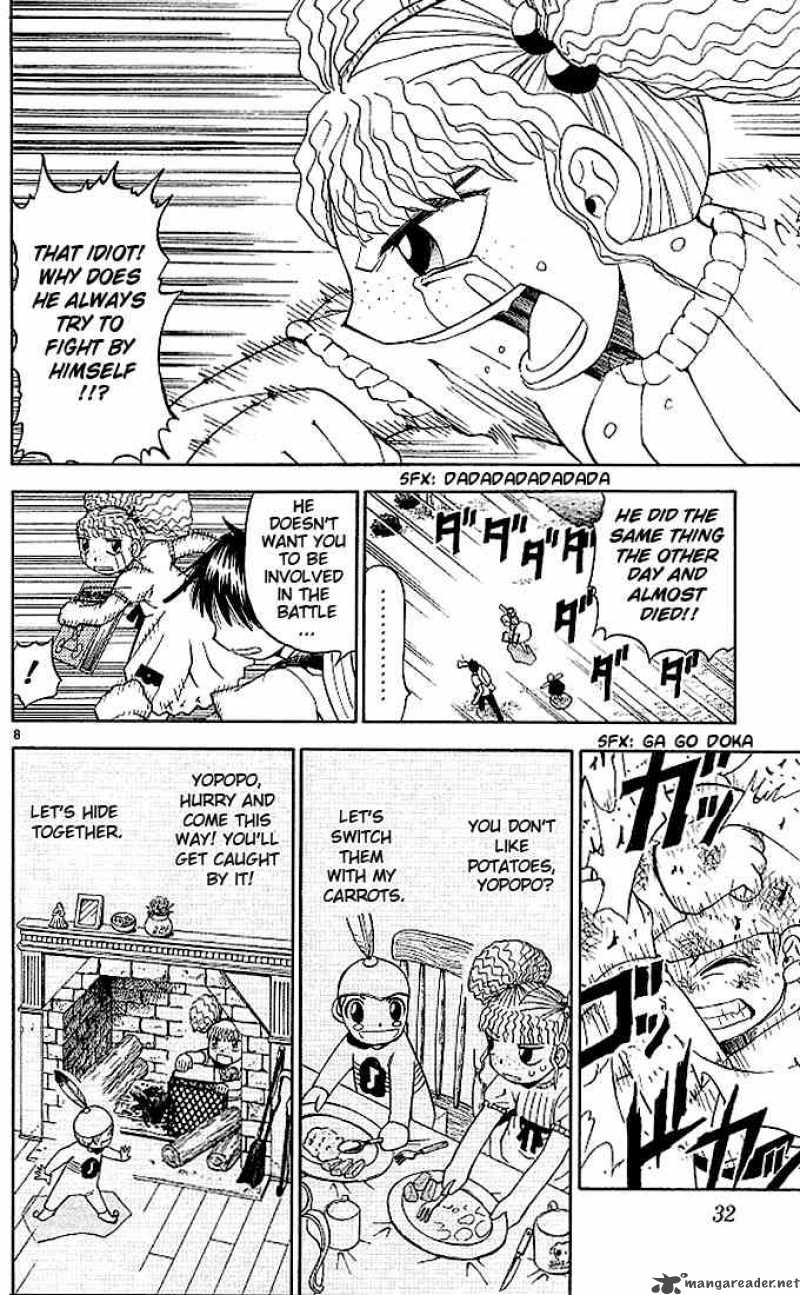 THAT IDIOT!
WHY DOES
HE ALWAYS
TRY TO
FIGHT BY
HIMSELF
!!?
SFX: DADADADADADADA
HE DID THE
SAME THING
THE OTHER
DAY AND
ALMOST
DIED!!
ダダダダ
ダダダ
.........
HE
DOESN'T
WANT YOU
TO BE
INVOLVED
IN THE
BATTLE
...
!
8
SFX: GA GO DOKA
ガッ
ゴッ
ドカッ
YOU DON'T
LIKE
POTATOES,
YOPOPO?
LET'S
SWITCH
THEM
WITH MY
CARROTS.
YOPOPO,
HURRY AND
COME THIS
WAY! YOU'LL
GET CAUGHT
BY IT!
LET'S HIDE
TOGETHER.
32
mangareader.net